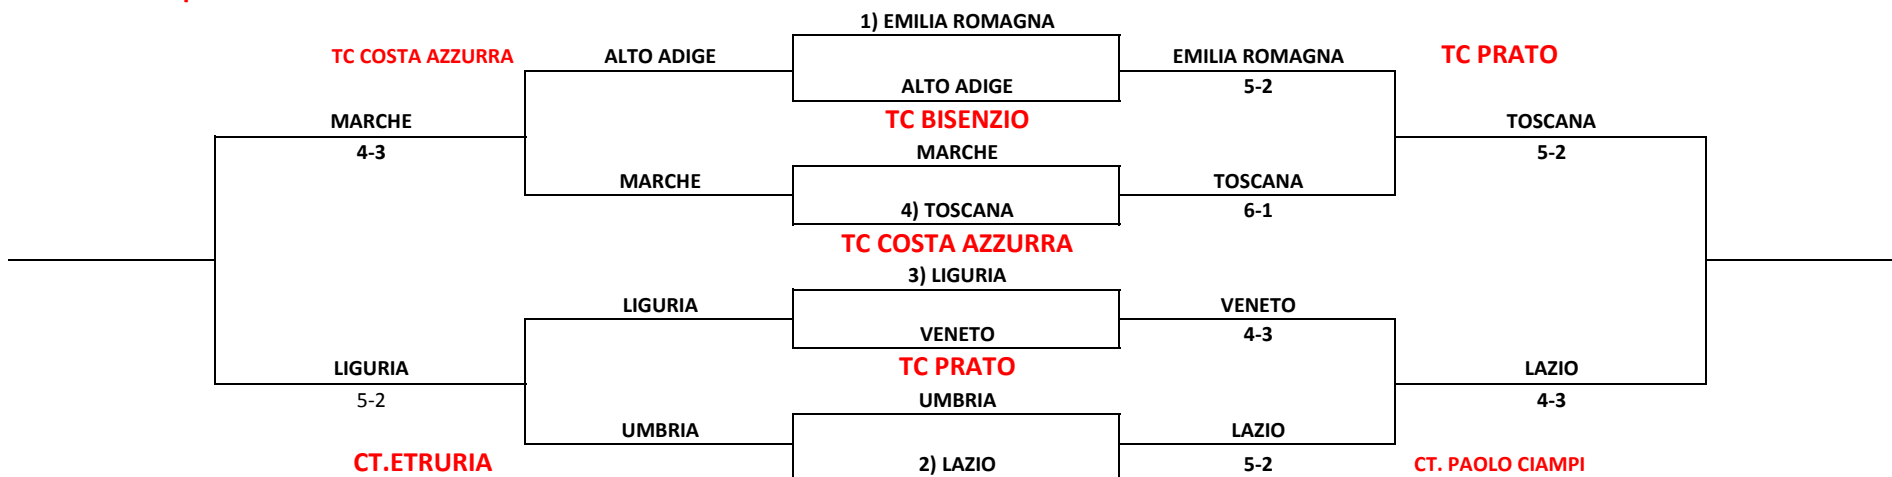 1) EMILIA ROMAGNA
TC COSTA AZZURRA ALTO ADIGE EMILIA ROMAGNA TC PRATO
ALTO ADIGE 5-2
MARCHE TC BISENZIO TOSCANA
4-3 MARCHE 5-2
MARCHE TOSCANA
4) TOSCANA 6-1
TC COSTA AZZURRA
3) LIGURIA
LIGURIA VENETO
VENETO 4-3
LIGURIA TC PRATO LAZIO
5-2 UMBRIA 4-3
UMBRIA LAZIO
CT.ETRURIA 2) LAZIO 5-2 CT. PAOLO CIAMPI